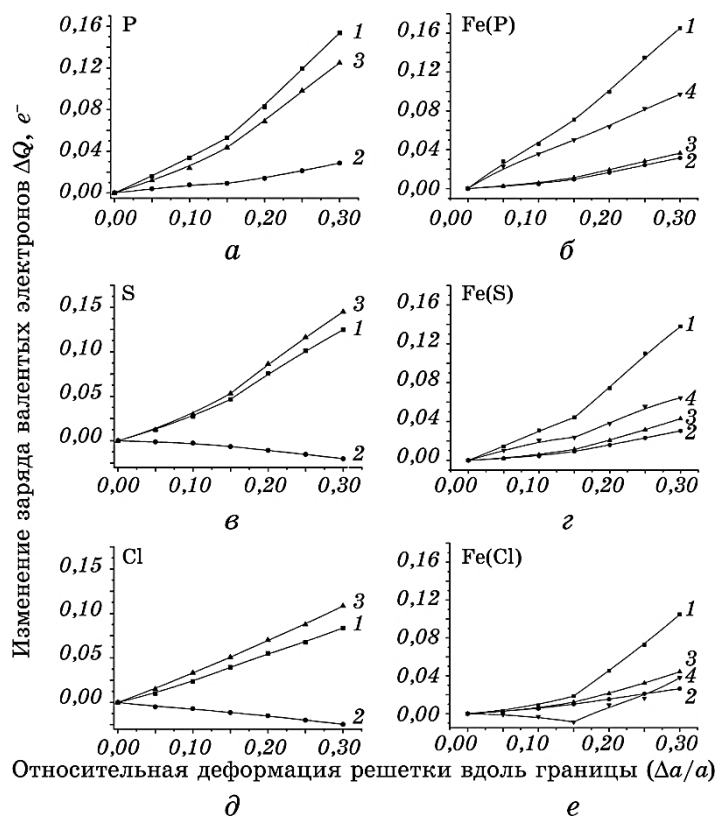 Изменение заряда валентых электронов ΔQ, e⁻
P
0,16
0,12
0,08
0,04
0,00
1
3
2
0,00 0,10 0,20 0,30
а
Fe(P)
0,16
0,12
0,08
0,04
0,00
1
4
3
2
0,00 0,10 0,20 0,30
б
S
0,15
0,10
0,05
0,00
3
1
2
0,00 0,10 0,20 0,30
в
Fe(S)
0,16
0,12
0,08
0,04
0,00
1
4
3
2
0,00 0,10 0,20 0,30
г
Cl
0,15
0,10
0,05
0,00
3
1
2
0,00 0,10 0,20 0,30
д
Fe(Cl)
0,16
0,12
0,08
0,04
0,00
1
3
4
2
0,00 0,10 0,20 0,30
е
Относительная деформация решетки вдоль границы (Δa/a)